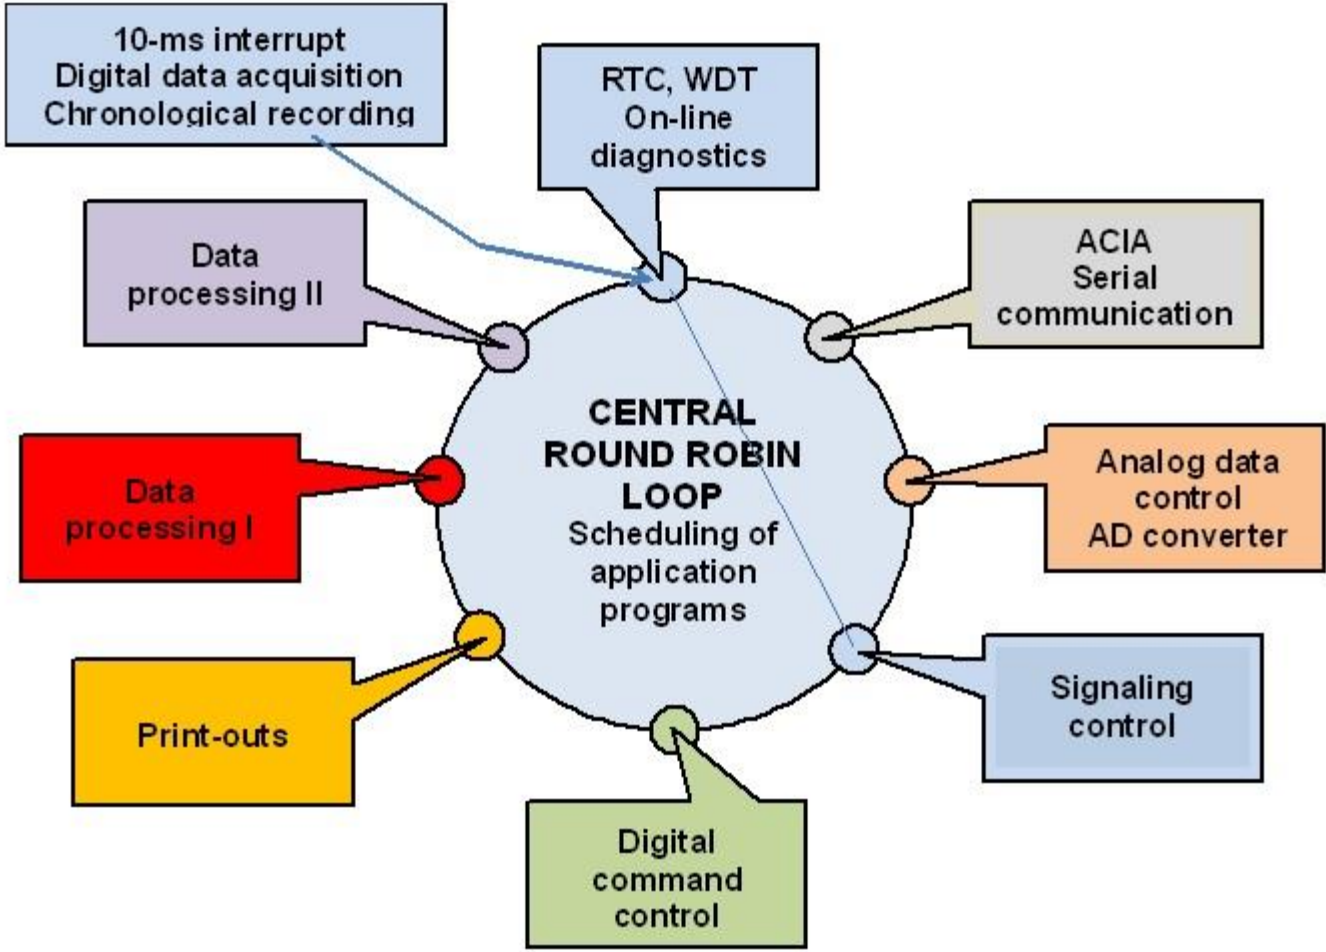 10-ms interrupt
Digital data acquisition
Chronological recording
RTC, WDT
On-line
diagnostics
ACIA
Serial
communication
Analog data
control
AD converter
Signaling
control
Digital
command
control
Print-outs
Data
processing I
Data
processing II
CENTRAL
ROUND ROBIN
LOOP
Scheduling of
application
programs